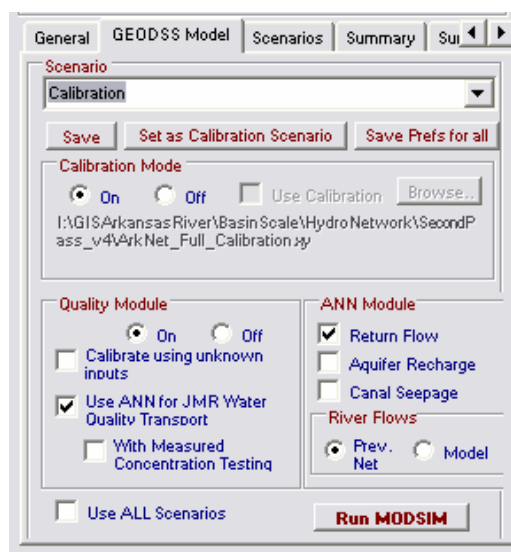 General GEODSS Model Scenarios Summary Su
Scenario
Calibration
Save Set as Calibration Scenario Save Prefs for all
Calibration Mode
On Off Use Calibration Browse..
I:\GISArkansasRiver\BasinScale\HydroNetwork\SecondP
ass_v4\ArkNet_Full_Calibration.xy
Quality Module
On Off
Calibrate using unknown
inputs
Use ANN for JMR Water
Quality Transport
With Measured
Concentration Testing
ANN Module
Return Flow
Aquifer Recharge
Canal Seepage
River Flows
Prev.
Net
Model
Use ALL Scenarios
Run MODSIM